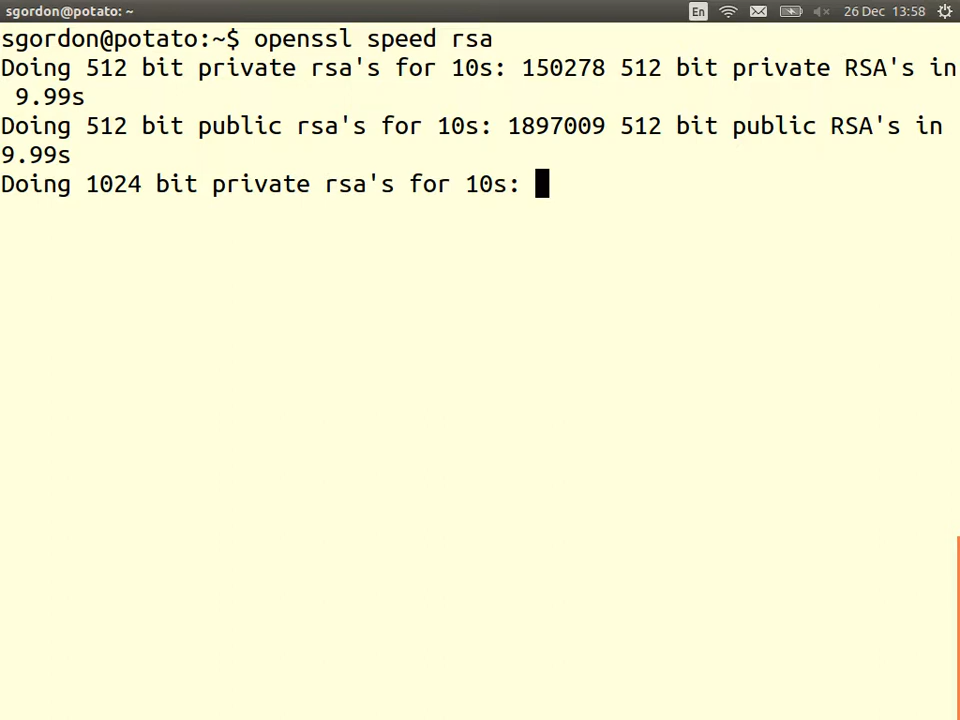 sgordon@potato: ~
En
26 Dec 13:58
sgordon@potato:~$ openssl speed rsa
Doing 512 bit private rsa's for 10s: 150278 512 bit private RSA's in
 9.99s
Doing 512 bit public rsa's for 10s: 1897009 512 bit public RSA's in
9.99s
Doing 1024 bit private rsa's for 10s: